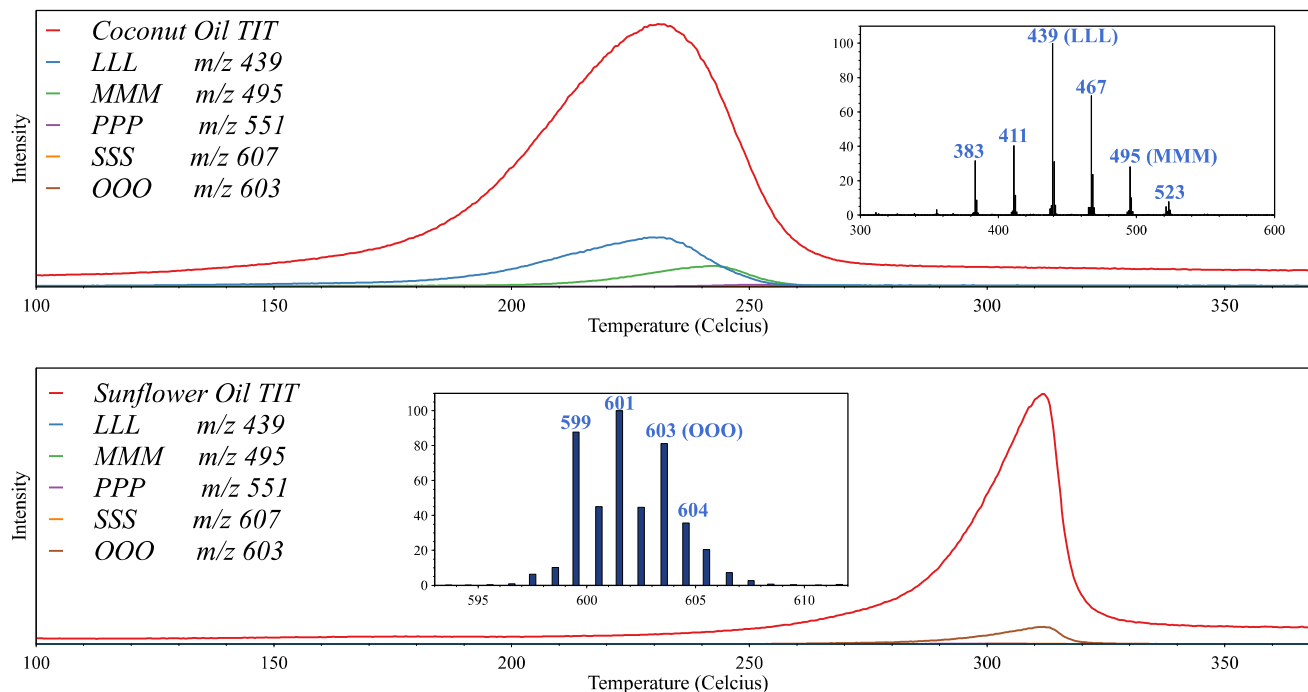 Coconut Oil TIT
LLL m/z 439
MMM m/z 495
PPP m/z 551
SSS m/z 607
OOO m/z 603
Intensity
439 (LLL)
467
411
383
495 (MMM)
523
100
80
60
40
20
0
300 400 500 600
100 150 200 250 300 350
Temperature (Celcius)
Sunflower Oil TIT
LLL m/z 439
MMM m/z 495
PPP m/z 551
SSS m/z 607
OOO m/z 603
Intensity
601
599
603 (OOO)
604
100
80
60
40
20
0
595 600 605 610
100 150 200 250 300 350
Temperature (Celcius)